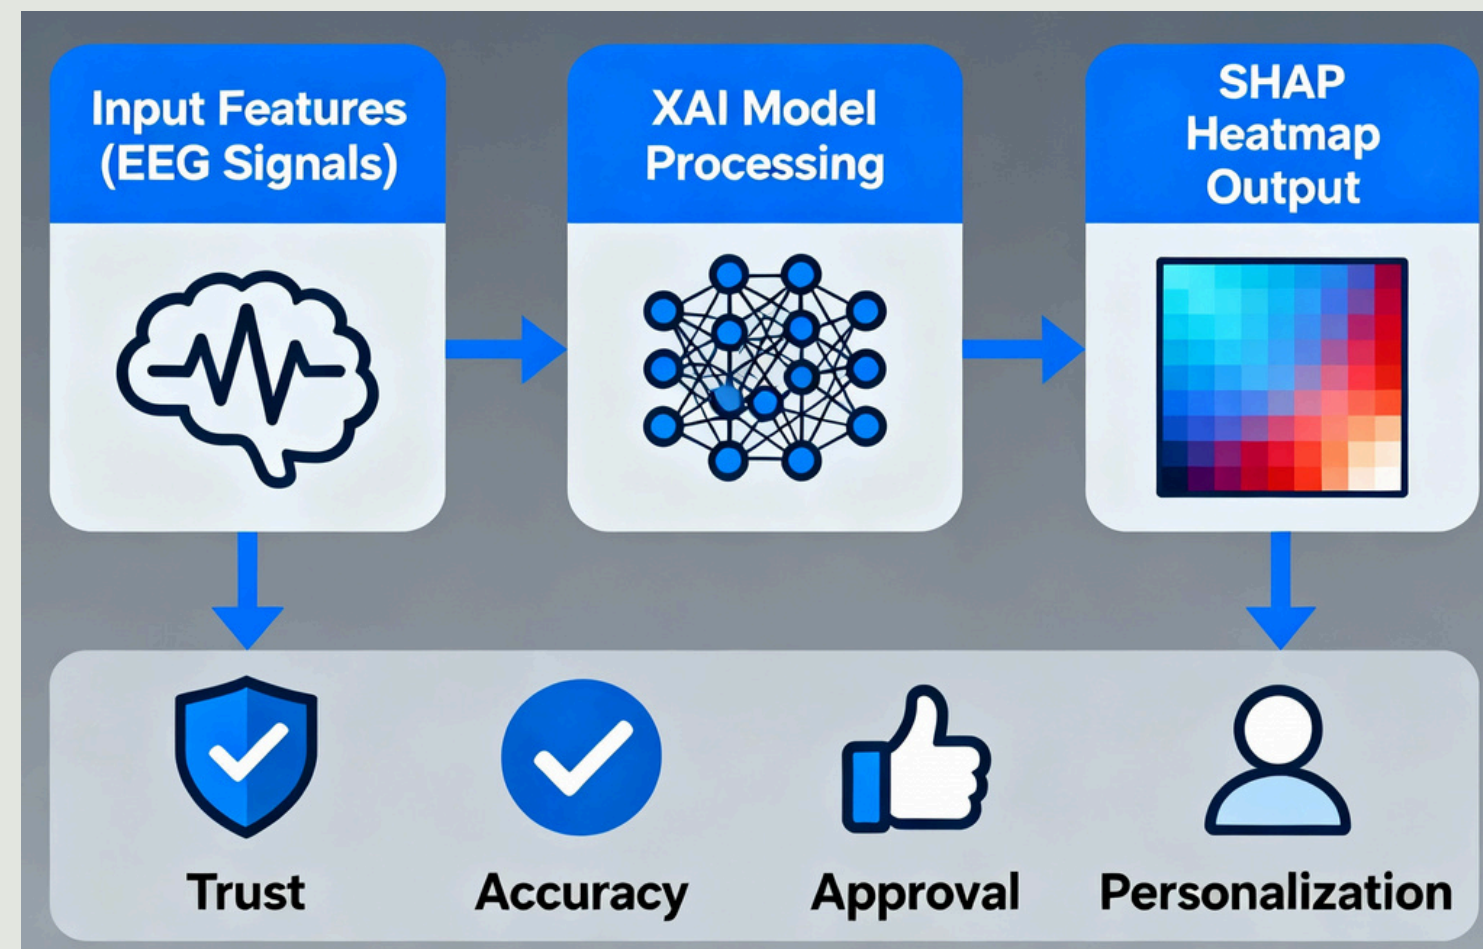 Input Features
(EEG Signals)
XAI Model
Processing
SHAP
Heatmap
Output
Trust
Accuracy
Approval
Personalization